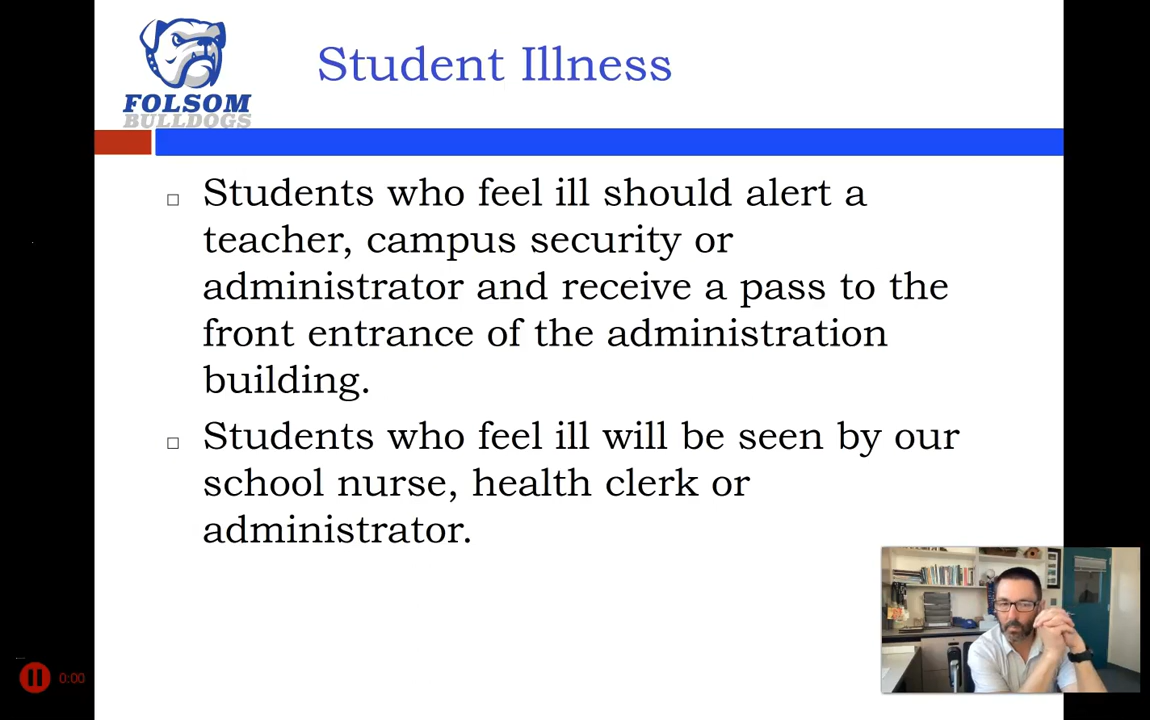 Student Illness
FOLSOM
BULLDOGS
Students who feel ill should alert a
teacher, campus security or
administrator and receive a pass to the
front entrance of the administration
building.
Students who feel ill will be seen by our
school nurse, health clerk or
administrator.
0:00